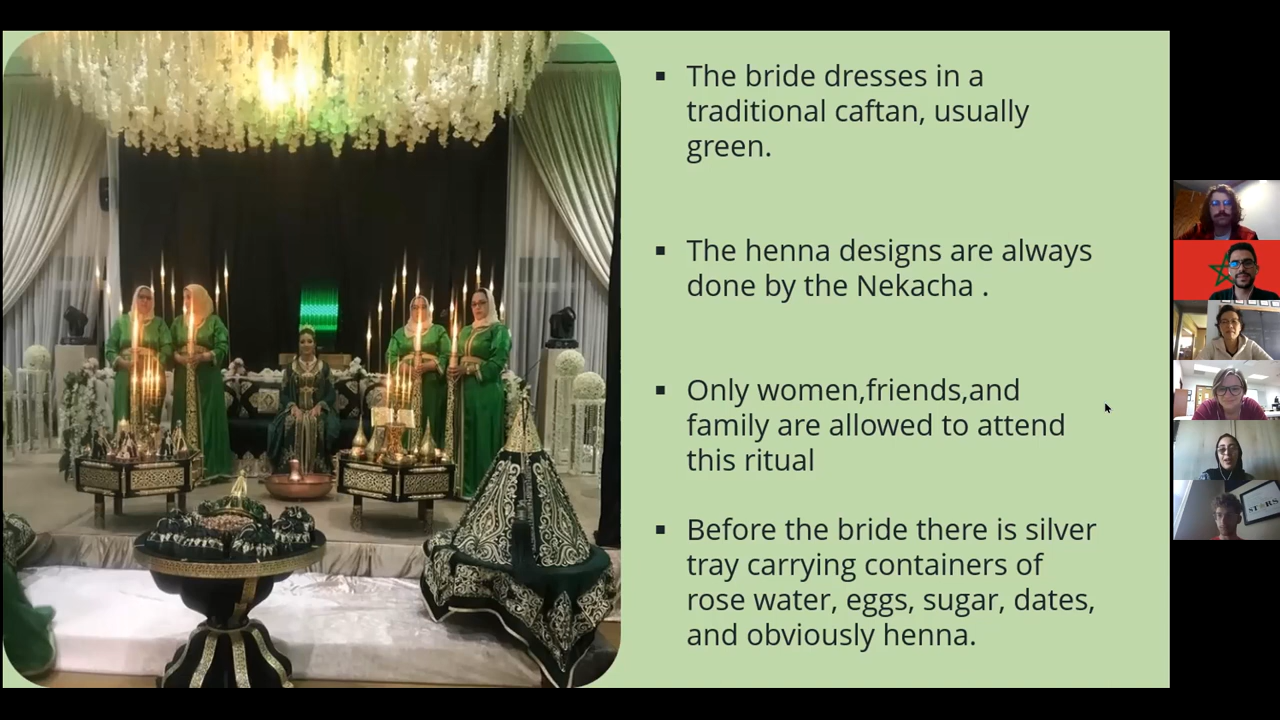 ▪ The bride dresses in a
traditional caftan, usually
green.
▪ The henna designs are always
done by the Nekacha .
▪ Only women,friends,and
family are allowed to attend
this ritual
▪ Before the bride there is silver
tray carrying containers of
rose water, eggs, sugar, dates,
and obviously henna.